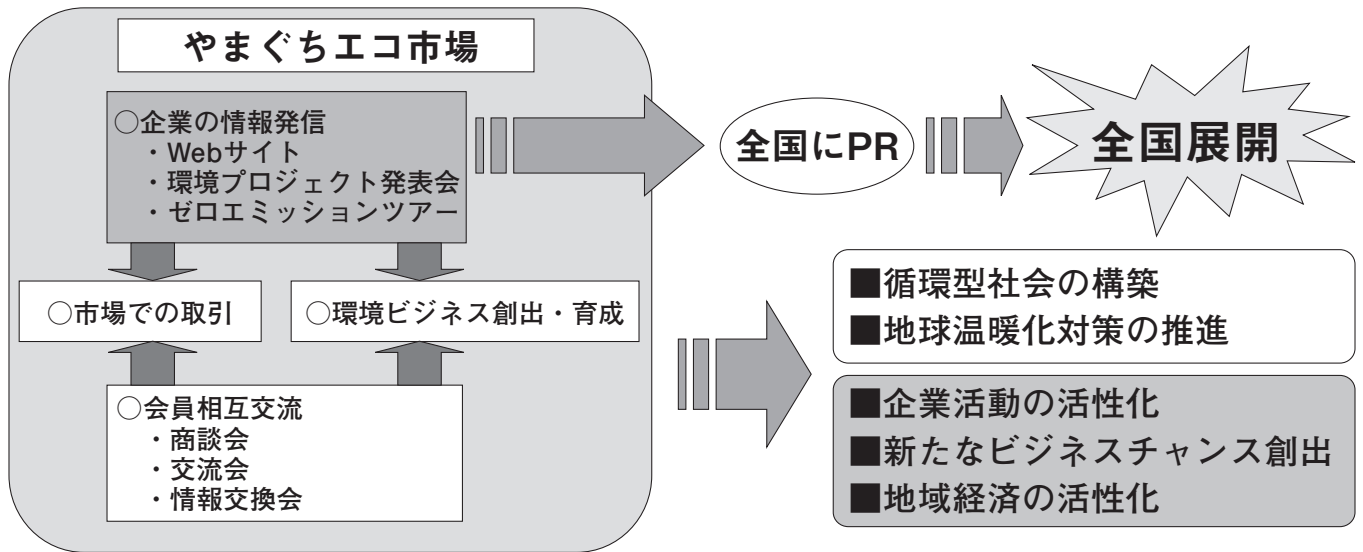 やまぐちエコ市場
○企業の情報発信
・Webサイト
・環境プロジェクト発表会
・ゼロエミッションツアー
全国にPR
全国展開
○市場での取引
○環境ビジネス創出・育成
○会員相互交流
・商談会
・交流会
・情報交換会
■循環型社会の構築
■地球温暖化対策の推進
■企業活動の活性化
■新たなビジネスチャンス創出
■地域経済の活性化